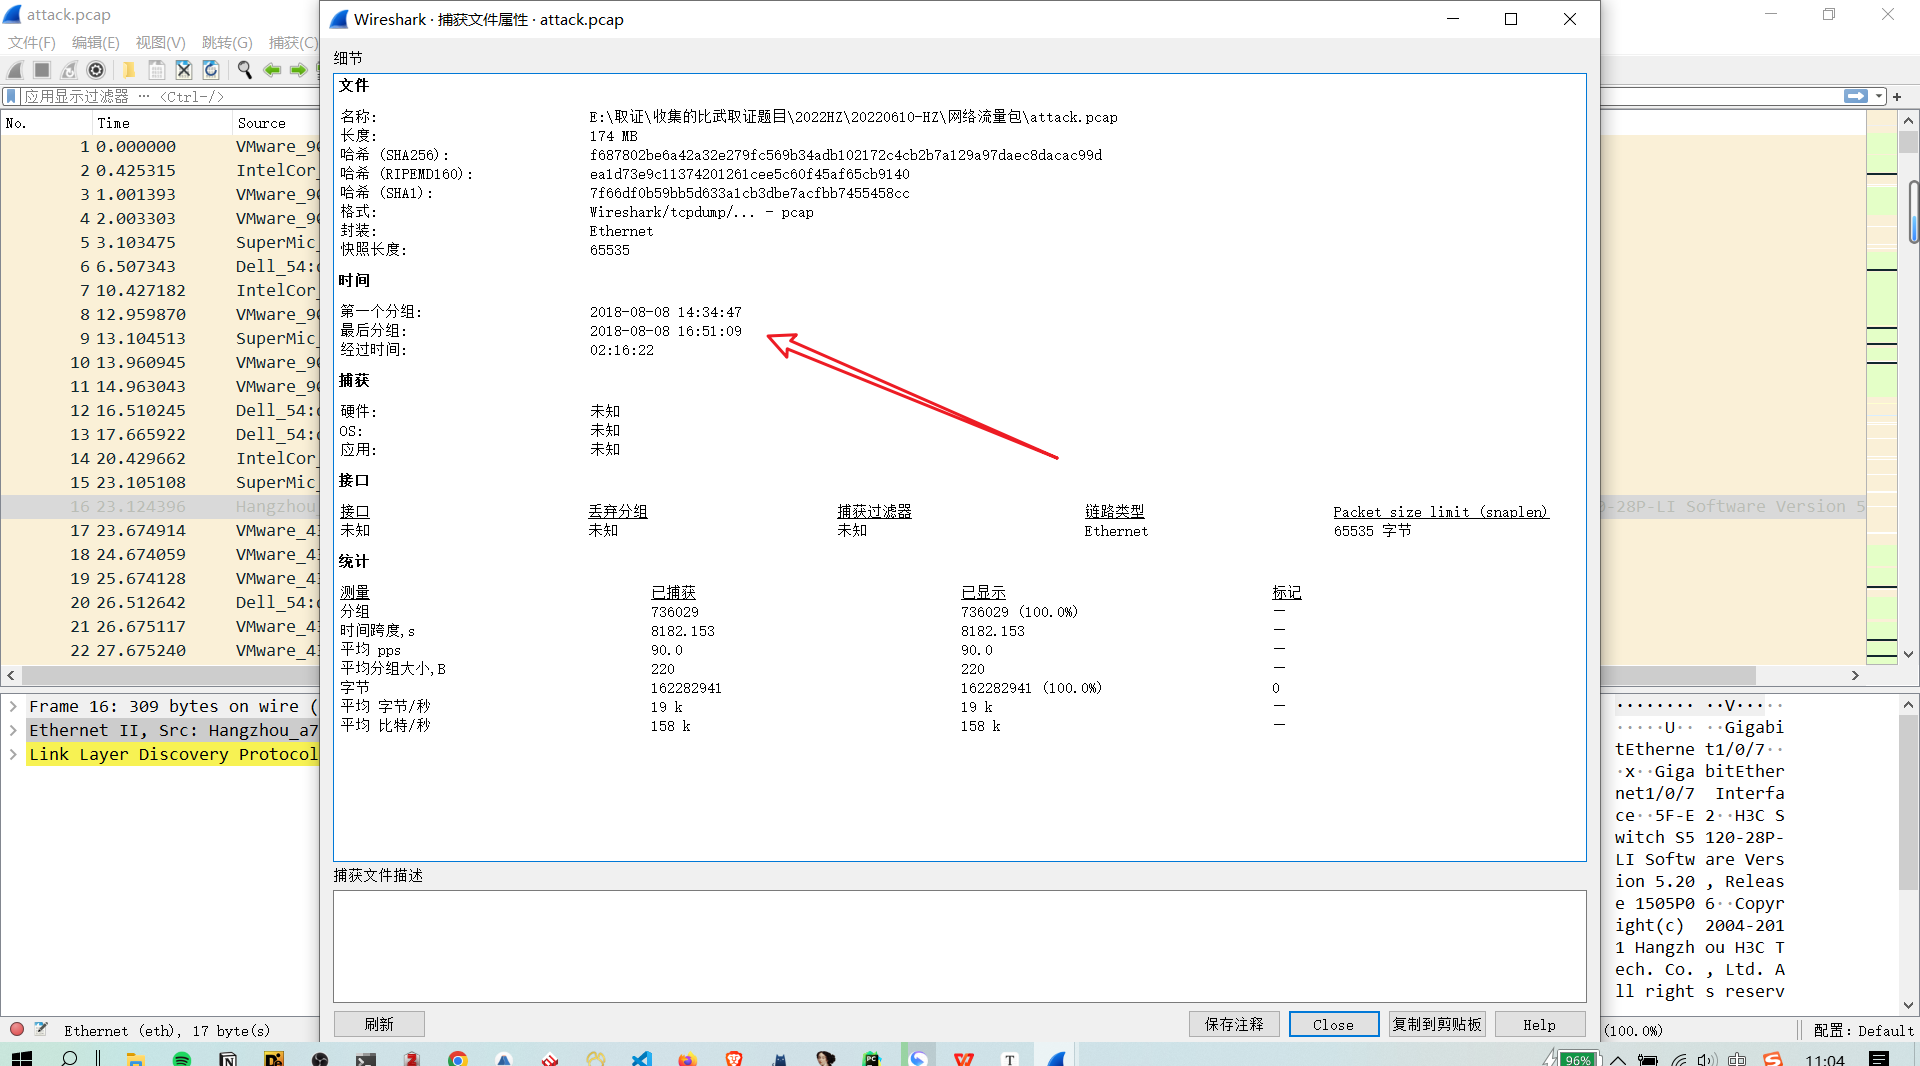 attack.pcap
文件(F) 编辑(E) 视图(V) 跳转(G) 捕获(C)
应用显示过滤器 … <Ctrl-/>
No. Time Source
1 0.000000 VMware_90
2 0.425315 IntelCor_
3 1.001393 VMware_90
4 2.003303 VMware_90
5 3.103475 SuperMic_
6 6.507343 Dell_54:
7 10.427182 IntelCor_
8 12.959870 VMware_90
9 13.104513 SuperMic_
10 13.960945 VMware_90
11 14.963043 VMware_90
12 16.510245 Dell_54:
13 17.665922 Dell_54:
14 20.429662 IntelCor_
15 23.105108 SuperMic_
16 23.124396 Hangzhou_
17 23.674914 VMware_43
18 24.674059 VMware_43
19 25.674128 VMware_43
20 26.512642 Dell_54:
21 26.675117 VMware_43
22 27.675240 VMware_43
Frame 16: 309 bytes on wire (
Ethernet II, Src: Hangzhou_a7
Link Layer Discovery Protocol
Ethernet (eth), 17 byte(s)
Wireshark · 捕获文件属性 · attack.pcap
细节
文件
名称: E:\取证\收集的比武取证题目\2022HZ\20220610-HZ\网络流量包\attack.pcap
长度: 174 MB
哈希 (SHA256): f687802be6a42a32e279fc569b34adb102172c4cb2b7a129a97daec8dacac99d
哈希 (RIPEMD160): ea1d73e9c11374201261cee5c60f45af65cb9140
哈希 (SHA1): 7f66df0b59bb5d633a1cb3dbe7acfbb7455458cc
格式: Wireshark/tcpdump/... - pcap
封装: Ethernet
快照长度: 65535
时间
第一个分组: 2018-08-08 14:34:47
最后分组: 2018-08-08 16:51:09
经过时间: 02:16:22
捕获
硬件: 未知
OS: 未知
应用: 未知
接口
接口 丢弃分组 捕获过滤器 链路类型 Packet size limit (snaplen)
未知 未知 未知 Ethernet 65535 字节
统计
测量 已捕获 已显示 标记
分组 736029 736029 (100.0%) —
时间跨度,s 8182.153 8182.153 —
平均 pps 90.0 90.0 —
平均分组大小,B 220 220 —
字节 162282941 162282941 (100.0%) 0
平均 字节/秒 19 k 19 k —
平均 比特/秒 158 k 158 k —
捕获文件描述
刷新 保存注释 Close 复制到剪贴板 Help
0-28P-LI Software Version 5
········ ··V·····
·····U·· ··Gigabi
tEtherne t1/0/7··
·x··Giga bitEther
net1/0/7 Interfa
ce··5F-E 2··H3C S
witch S5 120-28P-
LI Softw are Vers
ion 5.20 , Releas
e 1505P0 6··Copyr
ight(c) 2004-201
1 Hangzh ou H3C T
ech. Co. , Ltd. A
ll right s reserv
(100.0%) 配置: Default
96% 中 11:04